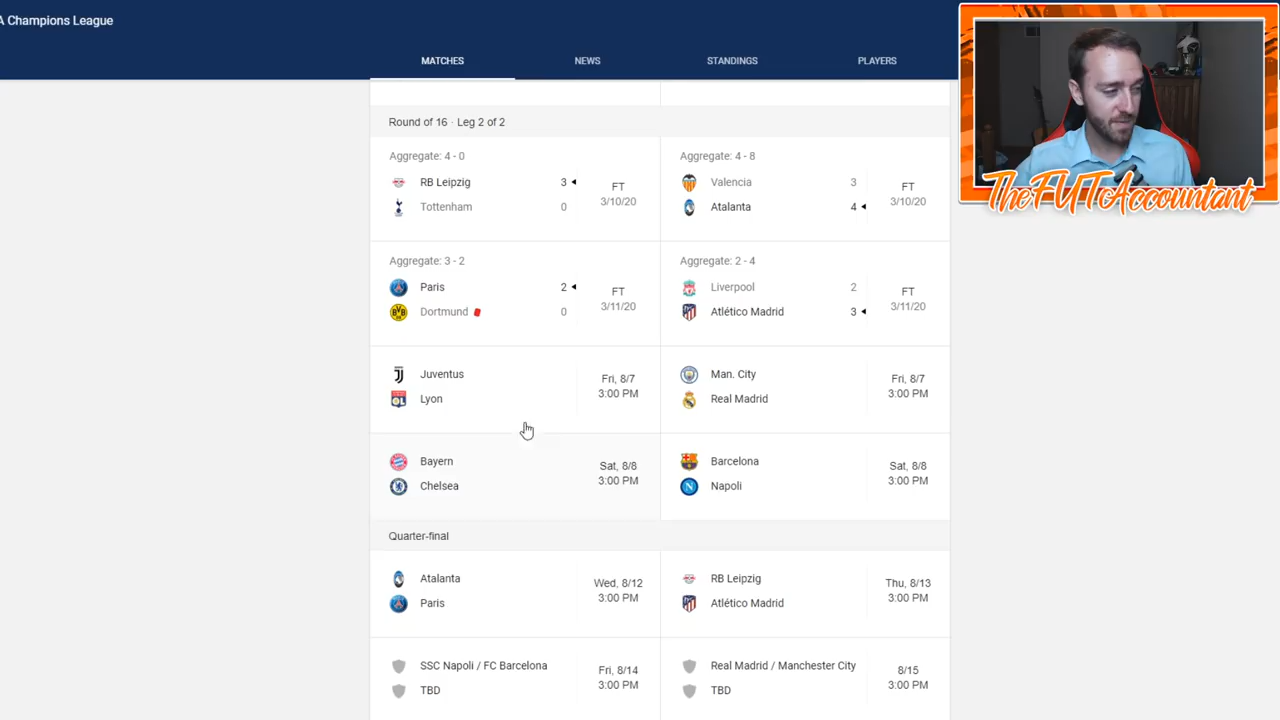 A Champions League
MATCHES
NEWS
STANDINGS
PLAYERS
Round of 16 · Leg 2 of 2
Aggregate: 4 - 0
RB Leipzig 3
Tottenham 0
FT
3/10/20
Aggregate: 4 - 8
Valencia 3
Atalanta 4
FT
3/10/20
Aggregate: 3 - 2
Paris 2
Dortmund 0
FT
3/11/20
Aggregate: 2 - 4
Liverpool 2
Atlético Madrid 3
FT
3/11/20
Juventus
Lyon
Fri, 8/7
3:00 PM
Man. City
Real Madrid
Fri, 8/7
3:00 PM
Bayern
Chelsea
Sat, 8/8
3:00 PM
Barcelona
Napoli
Sat, 8/8
3:00 PM
Quarter-final
Atalanta
Paris
Wed, 8/12
3:00 PM
RB Leipzig
Atlético Madrid
Thu, 8/13
3:00 PM
SSC Napoli / FC Barcelona
TBD
Fri, 8/14
3:00 PM
Real Madrid / Manchester City
TBD
8/15
3:00 PM
TheFUTAccountant